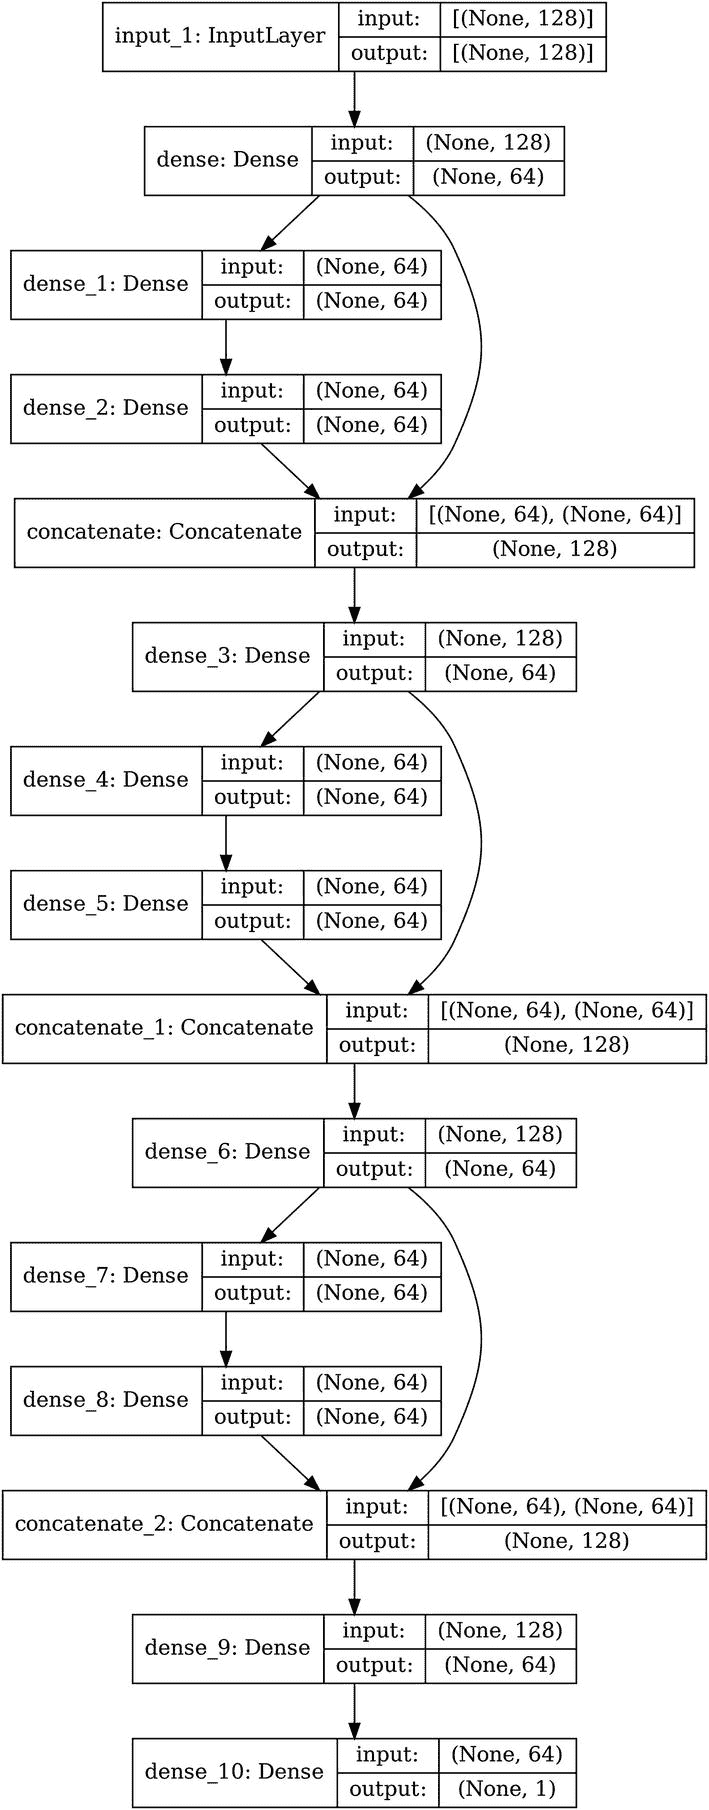 input_1: InputLayer
input: [(None, 128)]
output: [(None, 128)]
dense: Dense
input: (None, 128)
output: (None, 64)
dense_1: Dense
input: (None, 64)
output: (None, 64)
dense_2: Dense
input: (None, 64)
output: (None, 64)
concatenate: Concatenate
input: [(None, 64), (None, 64)]
output: (None, 128)
dense_3: Dense
input: (None, 128)
output: (None, 64)
dense_4: Dense
input: (None, 64)
output: (None, 64)
dense_5: Dense
input: (None, 64)
output: (None, 64)
concatenate_1: Concatenate
input: [(None, 64), (None, 64)]
output: (None, 128)
dense_6: Dense
input: (None, 128)
output: (None, 64)
dense_7: Dense
input: (None, 64)
output: (None, 64)
dense_8: Dense
input: (None, 64)
output: (None, 64)
concatenate_2: Concatenate
input: [(None, 64), (None, 64)]
output: (None, 128)
dense_9: Dense
input: (None, 128)
output: (None, 64)
dense_10: Dense
input: (None, 64)
output: (None, 1)